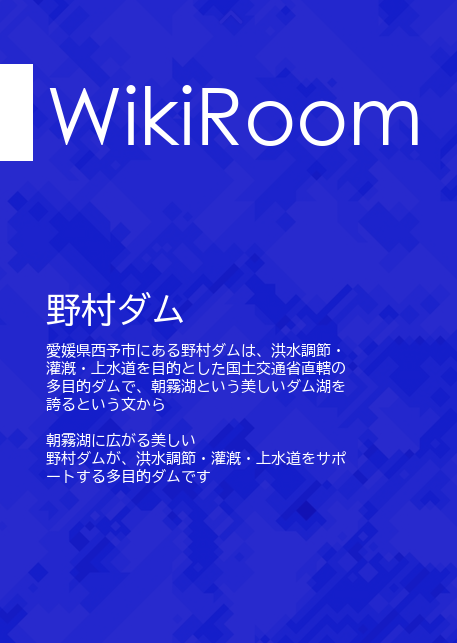 WikiRoom
野村ダム
愛媛県西予市にある野村ダムは、洪水調節・
灌漑・上水道を目的とした国土交通省直轄の
多目的ダムで、朝霧湖という美しいダム湖を
誇るという文から
朝霧湖に広がる美しい
野村ダムが、洪水調節・灌漑・上水道をサポ
ートする多目的ダムです